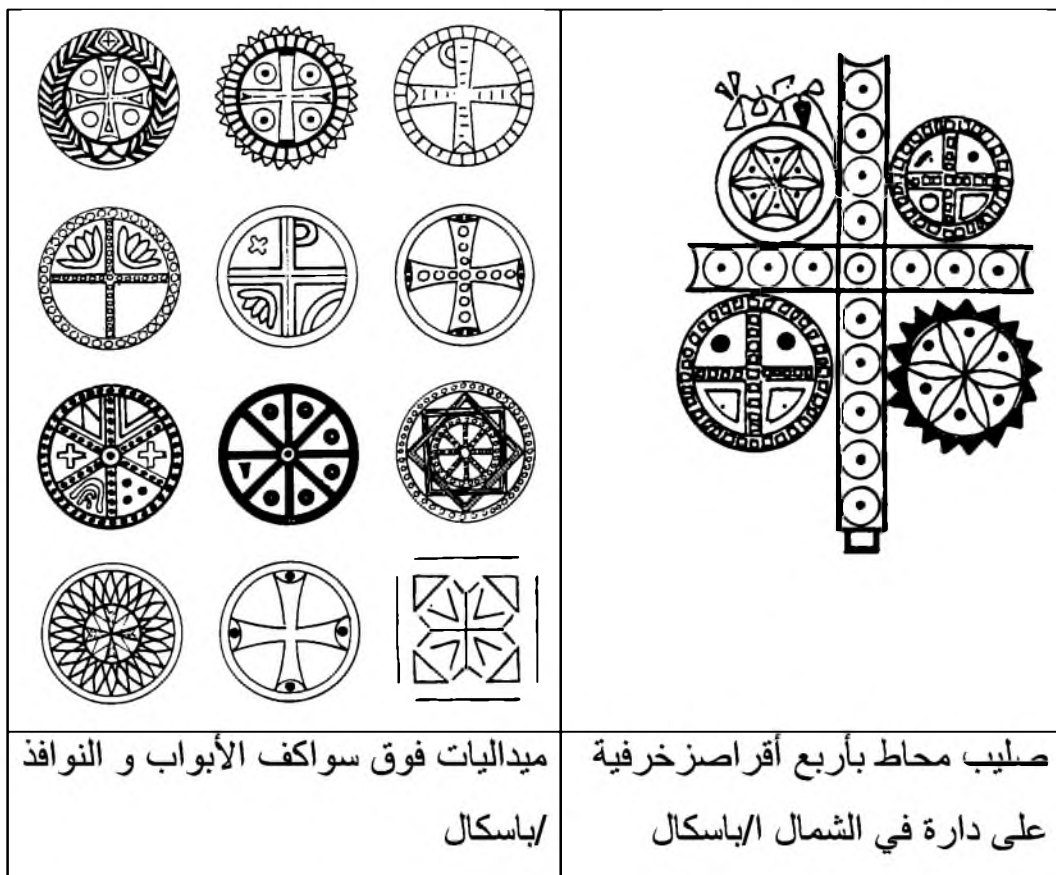 صليب محاط بأربع أقراصزخرفية
على دارة في الشمال ا/باسكال
ميداليات فوق سواكف الأبواب و النوافذ
/باسكال